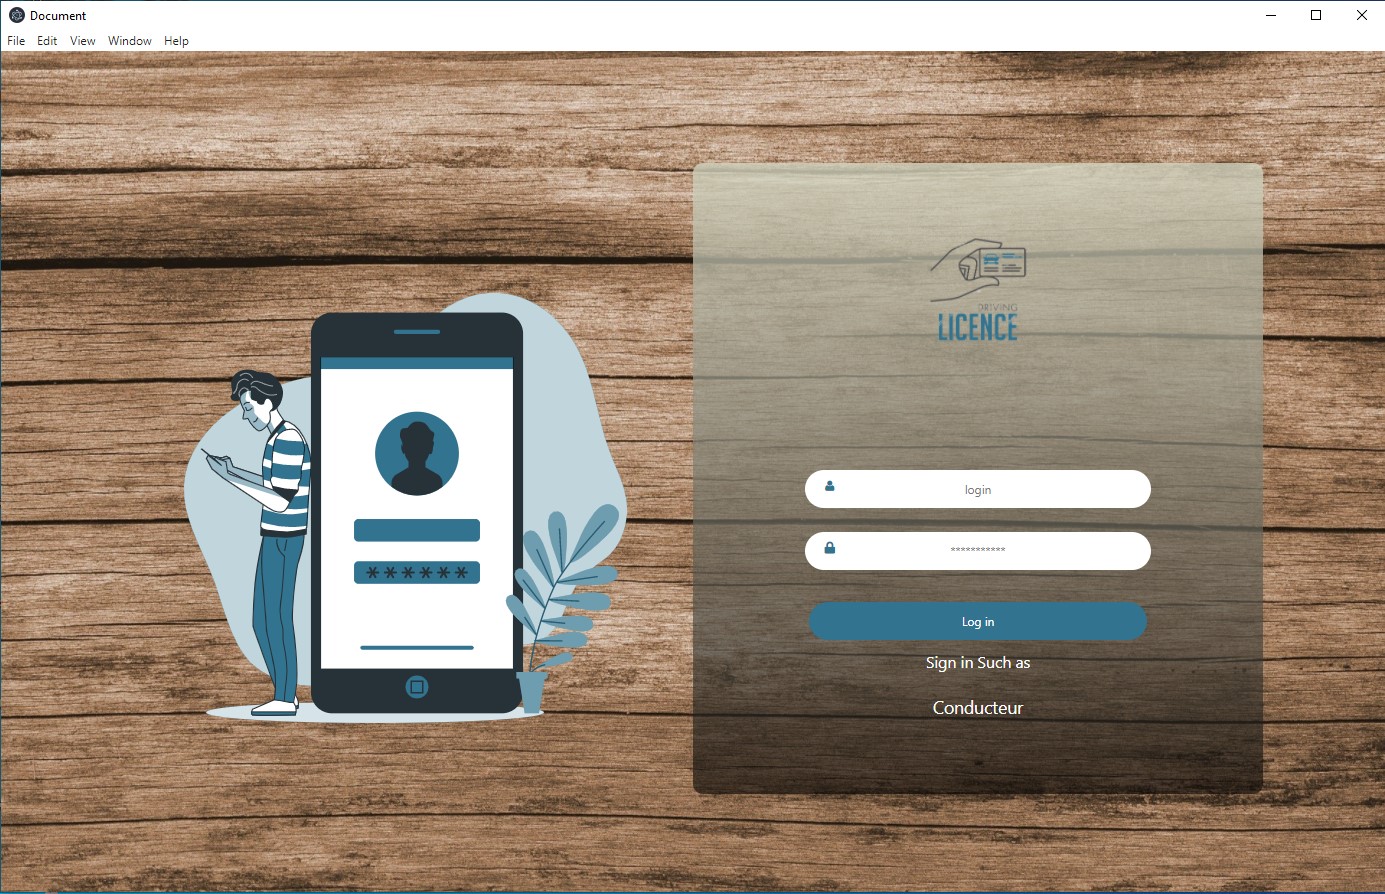 Document
File Edit View Window Help
DRIVING
LICENCE
login
***********
******
Log in
Sign in Such as
Conducteur